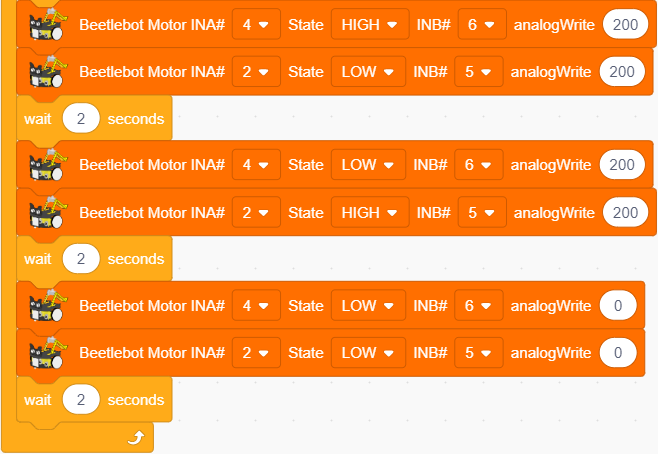 Beetlebot Motor INA# 4 State HIGH INB# 6 analogWrite 200
Beetlebot Motor INA# 2 State LOW INB# 5 analogWrite 200
wait 2 seconds
Beetlebot Motor INA# 4 State LOW INB# 6 analogWrite 200
Beetlebot Motor INA# 2 State HIGH INB# 5 analogWrite 200
wait 2 seconds
Beetlebot Motor INA# 4 State LOW INB# 6 analogWrite 0
Beetlebot Motor INA# 2 State LOW INB# 5 analogWrite 0
wait 2 seconds